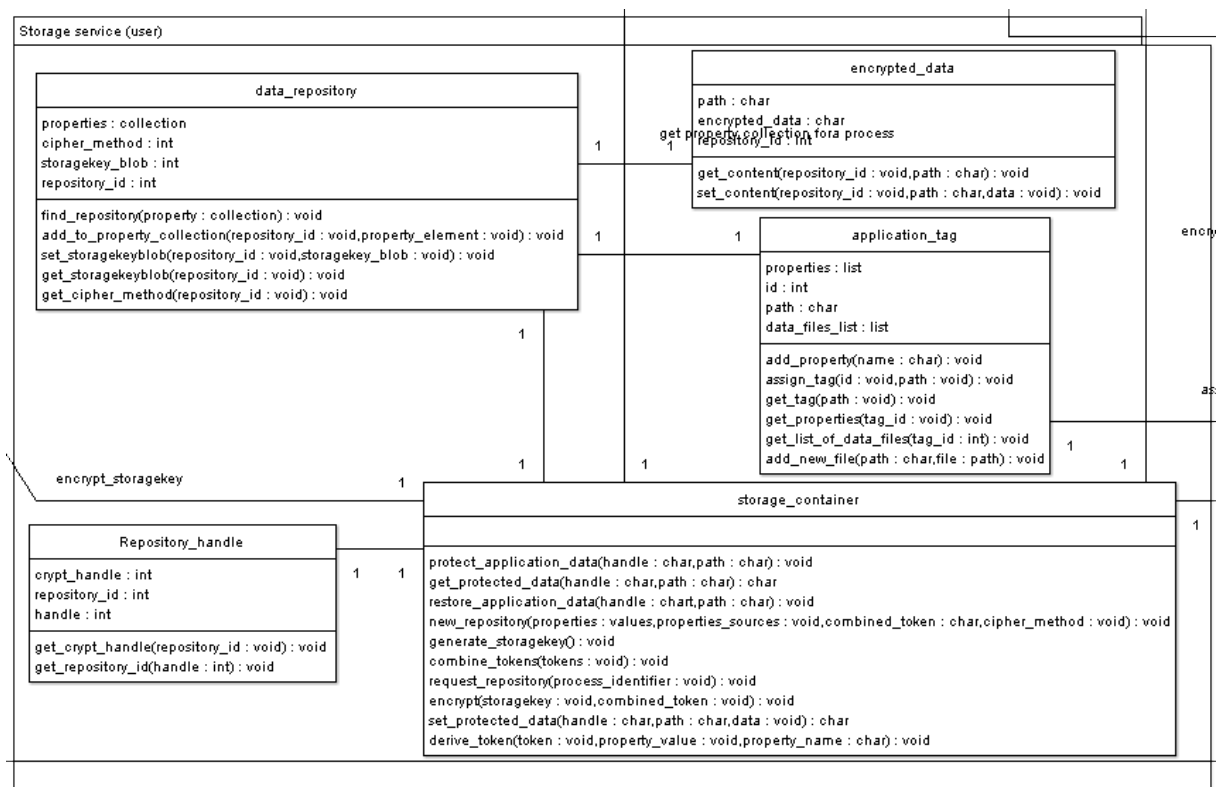 Storage service (user)
data_repository
properties : collection
cipher_method : int
storagekey_blob : int
repository_id : int
find_repository(property : collection) : void
add_to_property_collection(repository_id : void,property_element : void) : void
set_storagekeyblob(repository_id : void,storagekey_blob : void) : void
get_storagekeyblob(repository_id : void) : void
get_cipher_method(repository_id : void) : void
encrypted_data
path : char
encrypted_data : char
get property collection fora process
repository_id : int
get_content(repository_id : void,path : char) : void
set_content(repository_id : void,path : char,data : void) : void
1
1
1
1
application_tag
properties : list
id : int
path : char
data_files_list : list
add_property(name : char) : void
assign_tag(id : void,path : void) : void
get_tag(path : void) : void
get_properties(tag_id : void) : void
get_list_of_data_files(tag_id : int) : void
add_new_file(path : char,file : path) : void
encry
ass
1
1
1
1
1
encrypt_storagekey
1
storage_container
1
protect_application_data(handle : char,path : char) : void
get_protected_data(handle : char,path : char) : char
restore_application_data(handle : chart,path : char) : void
new_repository(properties : values,properties_sources : void,combined_token : char,cipher_method : void) : void
generate_storagekey() : void
combine_tokens(tokens : void) : void
request_repository(process_identifier : void) : void
encrypt(storagekey : void,combined_token : void) : void
set_protected_data(handle : char,path : char,data : void) : char
derive_token(token : void,property_value : void,property_name : char) : void
Repository_handle
crypt_handle : int
repository_id : int
handle : int
get_crypt_handle(repository_id : void) : void
get_repository_id(handle : int) : void
1
1